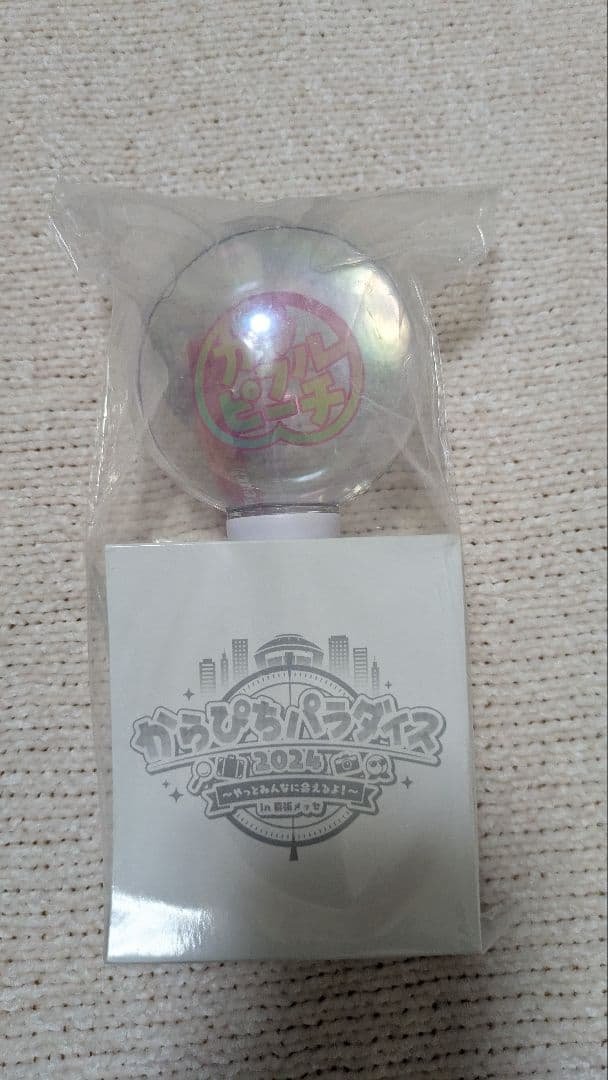 カラフル
ピーチ
からぴちパラダイス
2024
～やっとみんなに会えるよ！～
in 幕張メッセ